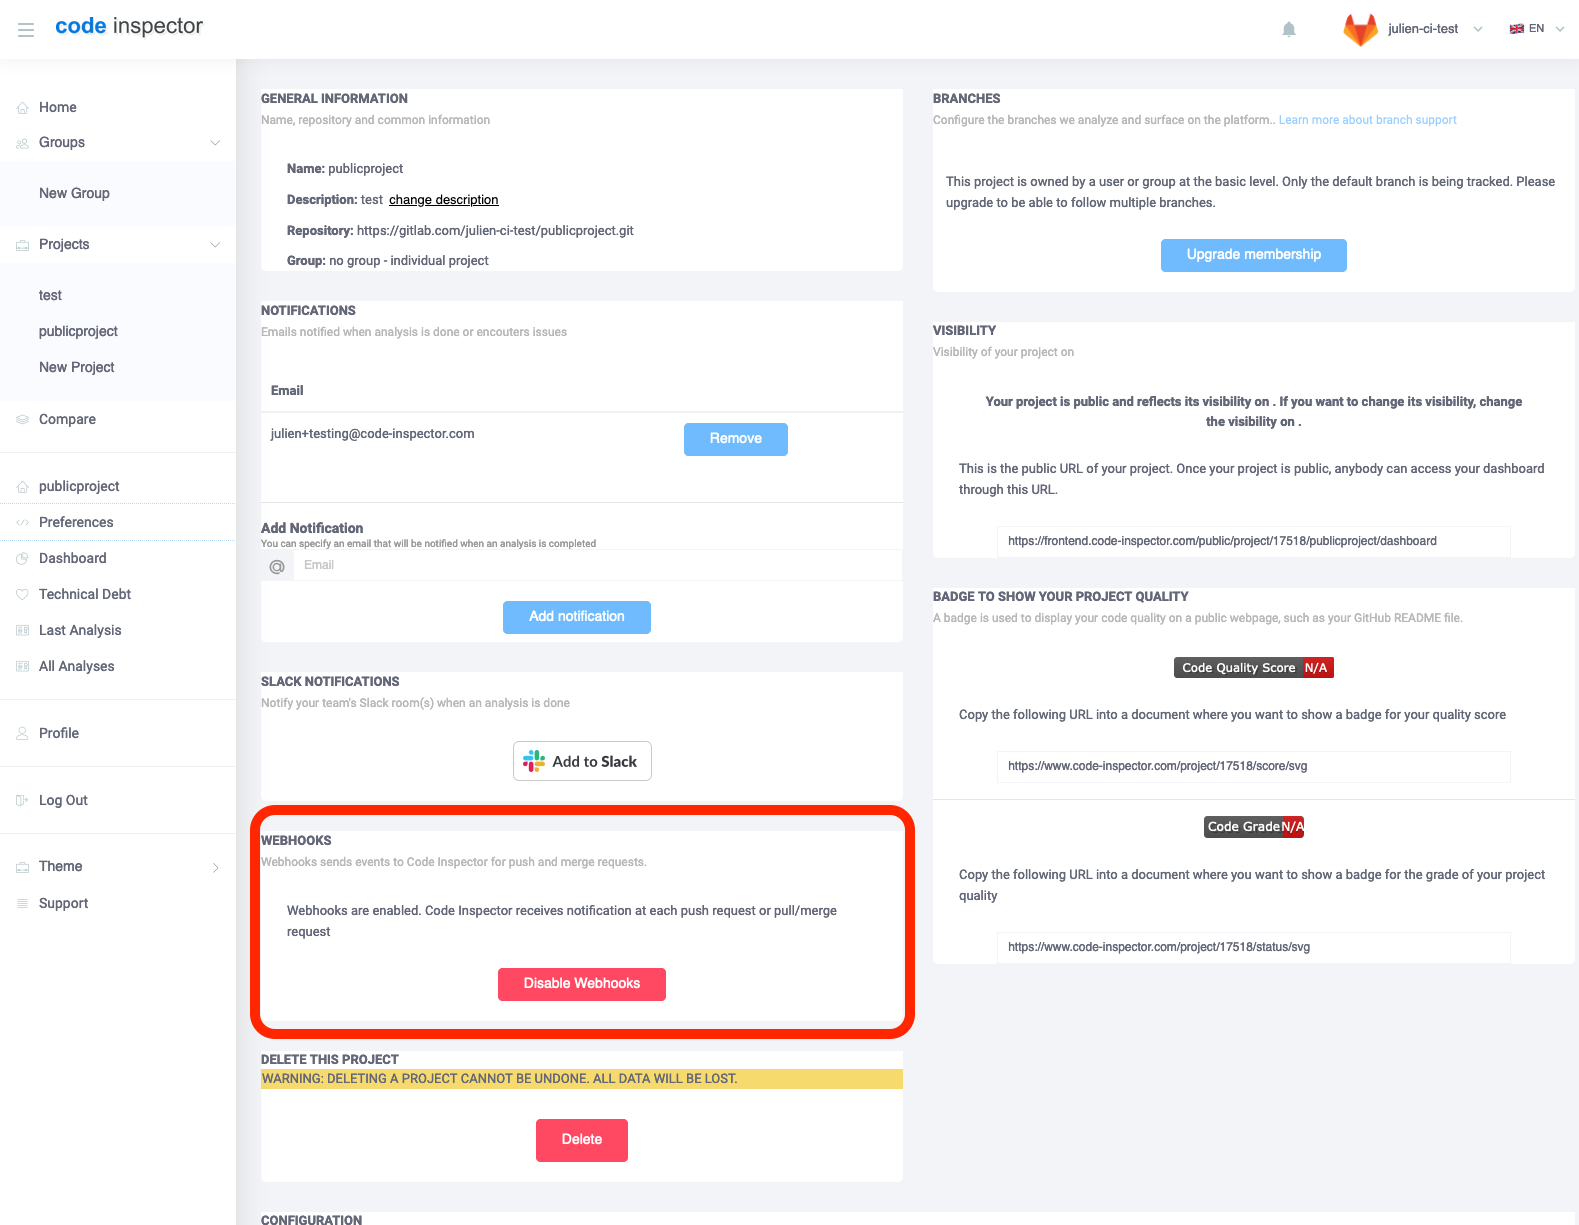 code inspector
julien-ci-test
EN
Home
Groups
New Group
Projects
test
publicproject
New Project
Compare
publicproject
Preferences
Dashboard
Technical Debt
Last Analysis
All Analyses
Profile
Log Out
Theme
Support
GENERAL INFORMATION
Name, repository and common information
Name: publicproject
Description: test change description
Repository: https://gitlab.com/julien-ci-test/publicproject.git
Group: no group - individual project
NOTIFICATIONS
Emails notified when analysis is done or encouters issues
Email
julien+testing@code-inspector.com
Remove
Add Notification
You can specify an email that will be notified when an analysis is completed
@ Email
Add notification
SLACK NOTIFICATIONS
Notify your team's Slack room(s) when an analysis is done
Add to Slack
WEBHOOKS
Webhooks sends events to Code Inspector for push and merge requests.
Webhooks are enabled. Code Inspector receives notification at each push request or pull/merge
request
Disable Webhooks
DELETE THIS PROJECT
WARNING: DELETING A PROJECT CANNOT BE UNDONE. ALL DATA WILL BE LOST.
Delete
CONFIGURATION
BRANCHES
Configure the branches we analyze and surface on the platform.. Learn more about branch support
This project is owned by a user or group at the basic level. Only the default branch is being tracked. Please
upgrade to be able to follow multiple branches.
Upgrade membership
VISIBILITY
Visibility of your project on
Your project is public and reflects its visibility on . If you want to change its visibility, change
the visibility on .
This is the public URL of your project. Once your project is public, anybody can access your dashboard
through this URL.
https://frontend.code-inspector.com/public/project/17518/publicproject/dashboard
BADGE TO SHOW YOUR PROJECT QUALITY
A badge is used to display your code quality on a public webpage, such as your GitHub README file.
Code Quality Score N/A
Copy the following URL into a document where you want to show a badge for your quality score
https://www.code-inspector.com/project/17518/score/svg
Code Grade N/A
Copy the following URL into a document where you want to show a badge for the grade of your project
quality
https://www.code-inspector.com/project/17518/status/svg